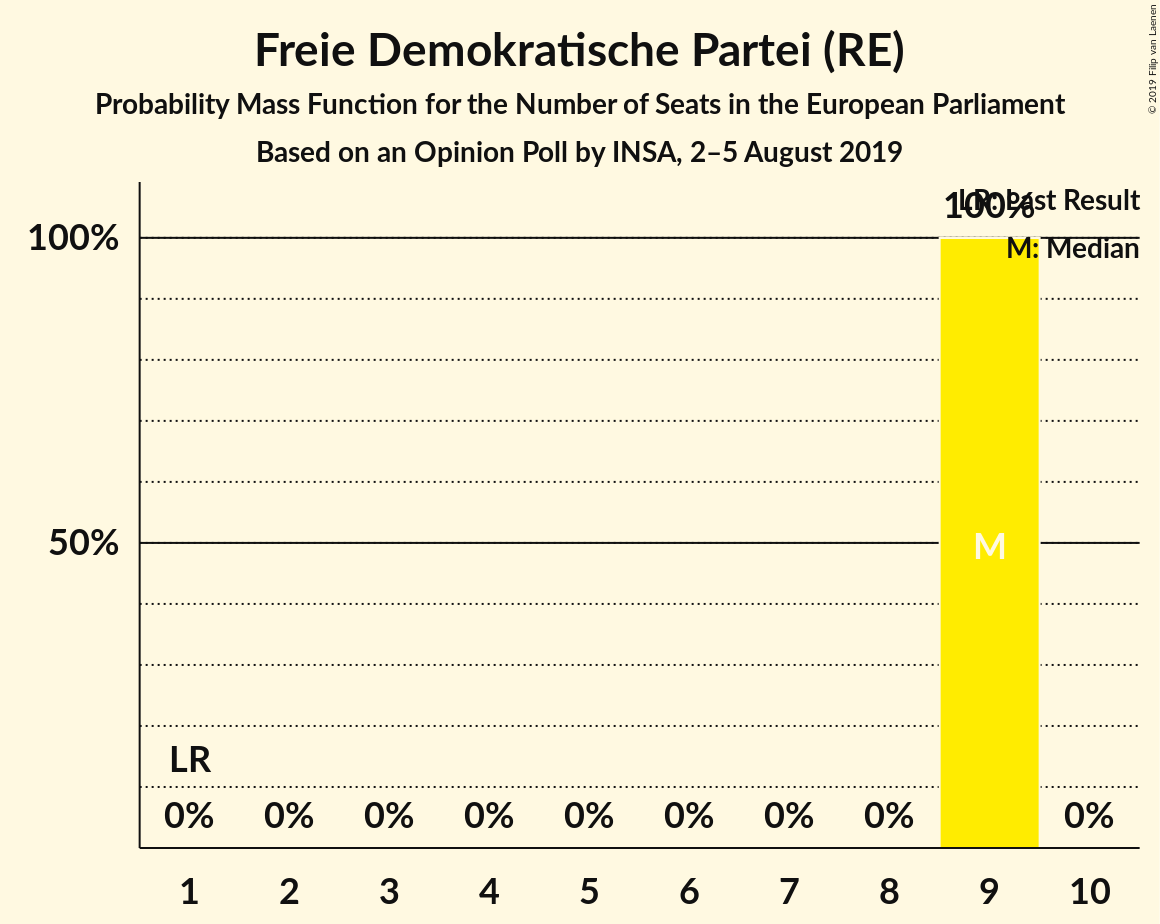 Freie Demokratische Partei (RE)
Probability Mass Function for the Number of Seats in the European Parliament
Based on an Opinion Poll by INSA, 2–5 August 2019
© 2019 Filip van Laenen
LR: Last Result
100%
M: Median
100%
50%
M
LR
0% 0% 0% 0% 0% 0% 0% 0% 0%
1 2 3 4 5 6 7 8 9 10